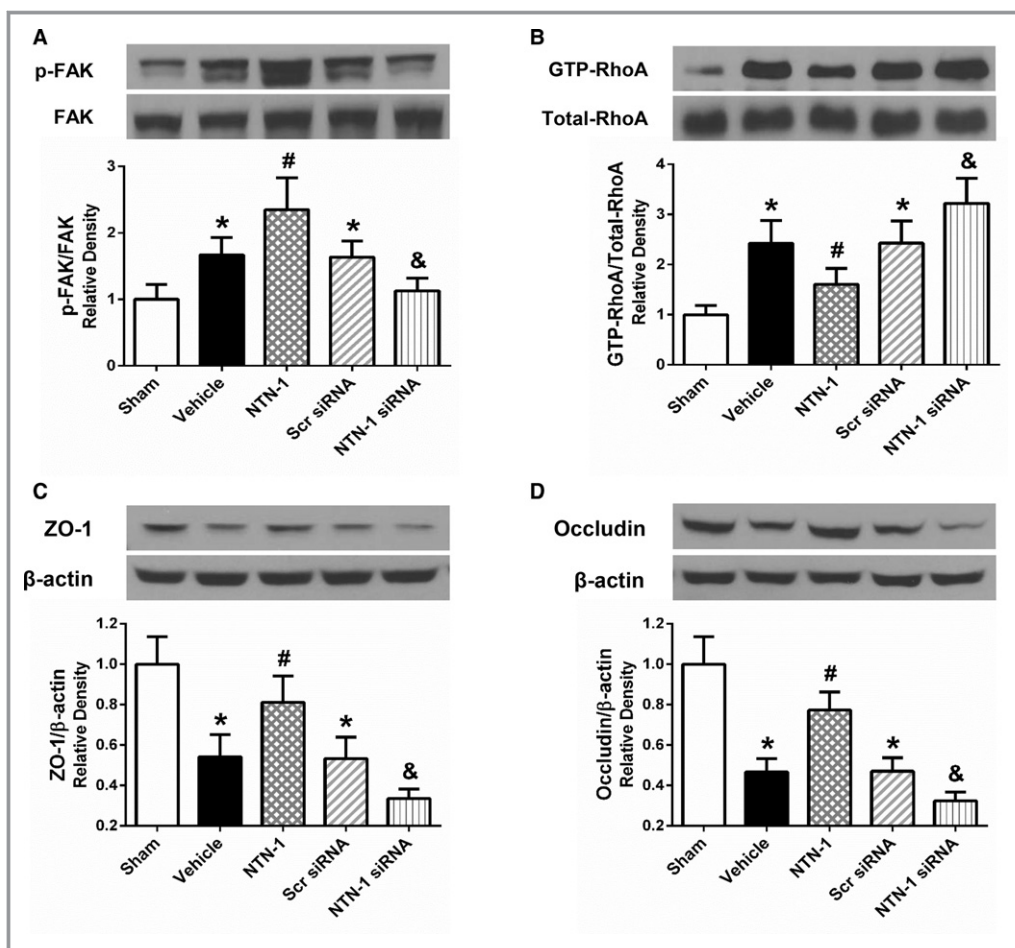 A
p-FAK
FAK
p-FAK/FAK
Relative Density
3
2
1
0
*
#
*
&
Sham
Vehicle
NTN-1
Scr siRNA
NTN-1 siRNA
B
GTP-RhoA
Total-RhoA
GTP-RhoA/Total-RhoA
Relative Density
4
3
2
1
0
*
#
*
&
Sham
Vehicle
NTN-1
Scr siRNA
NTN-1 siRNA
C
ZO-1
β-actin
ZO-1/β-actin
Relative Density
1.2
1.0
0.8
0.6
0.4
0.2
*
#
*
&
Sham
Vehicle
NTN-1
Scr siRNA
NTN-1 siRNA
D
Occludin
β-actin
Occludin/β-actin
Relative Density
1.2
1.0
0.8
0.6
0.4
0.2
*
#
*
&
Sham
Vehicle
NTN-1
Scr siRNA
NTN-1 siRNA